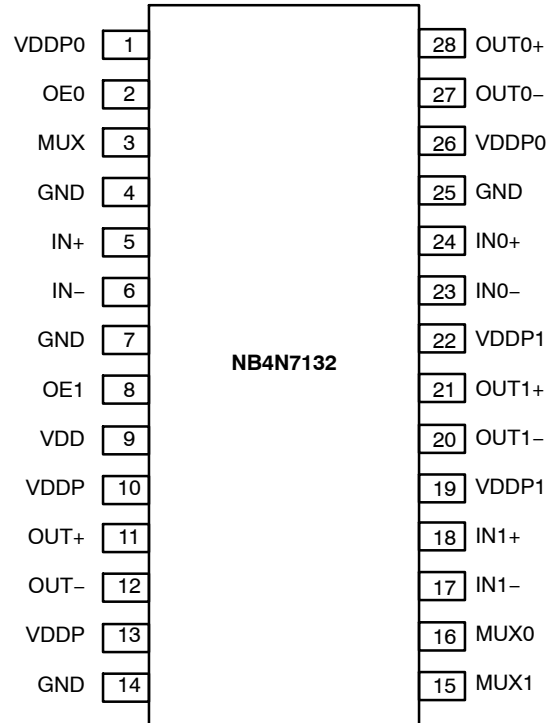 VDDP0 1 28 OUT0+
OE0 2 27 OUT0−
MUX 3 26 VDDP0
GND 4 25 GND
IN+ 5 24 IN0+
IN− 6 23 IN0−
GND 7 22 VDDP1
NB4N7132
OE1 8 21 OUT1+
VDD 9 20 OUT1−
VDDP 10 19 VDDP1
OUT+ 11 18 IN1+
OUT− 12 17 IN1−
VDDP 13 16 MUX0
GND 14 15 MUX1